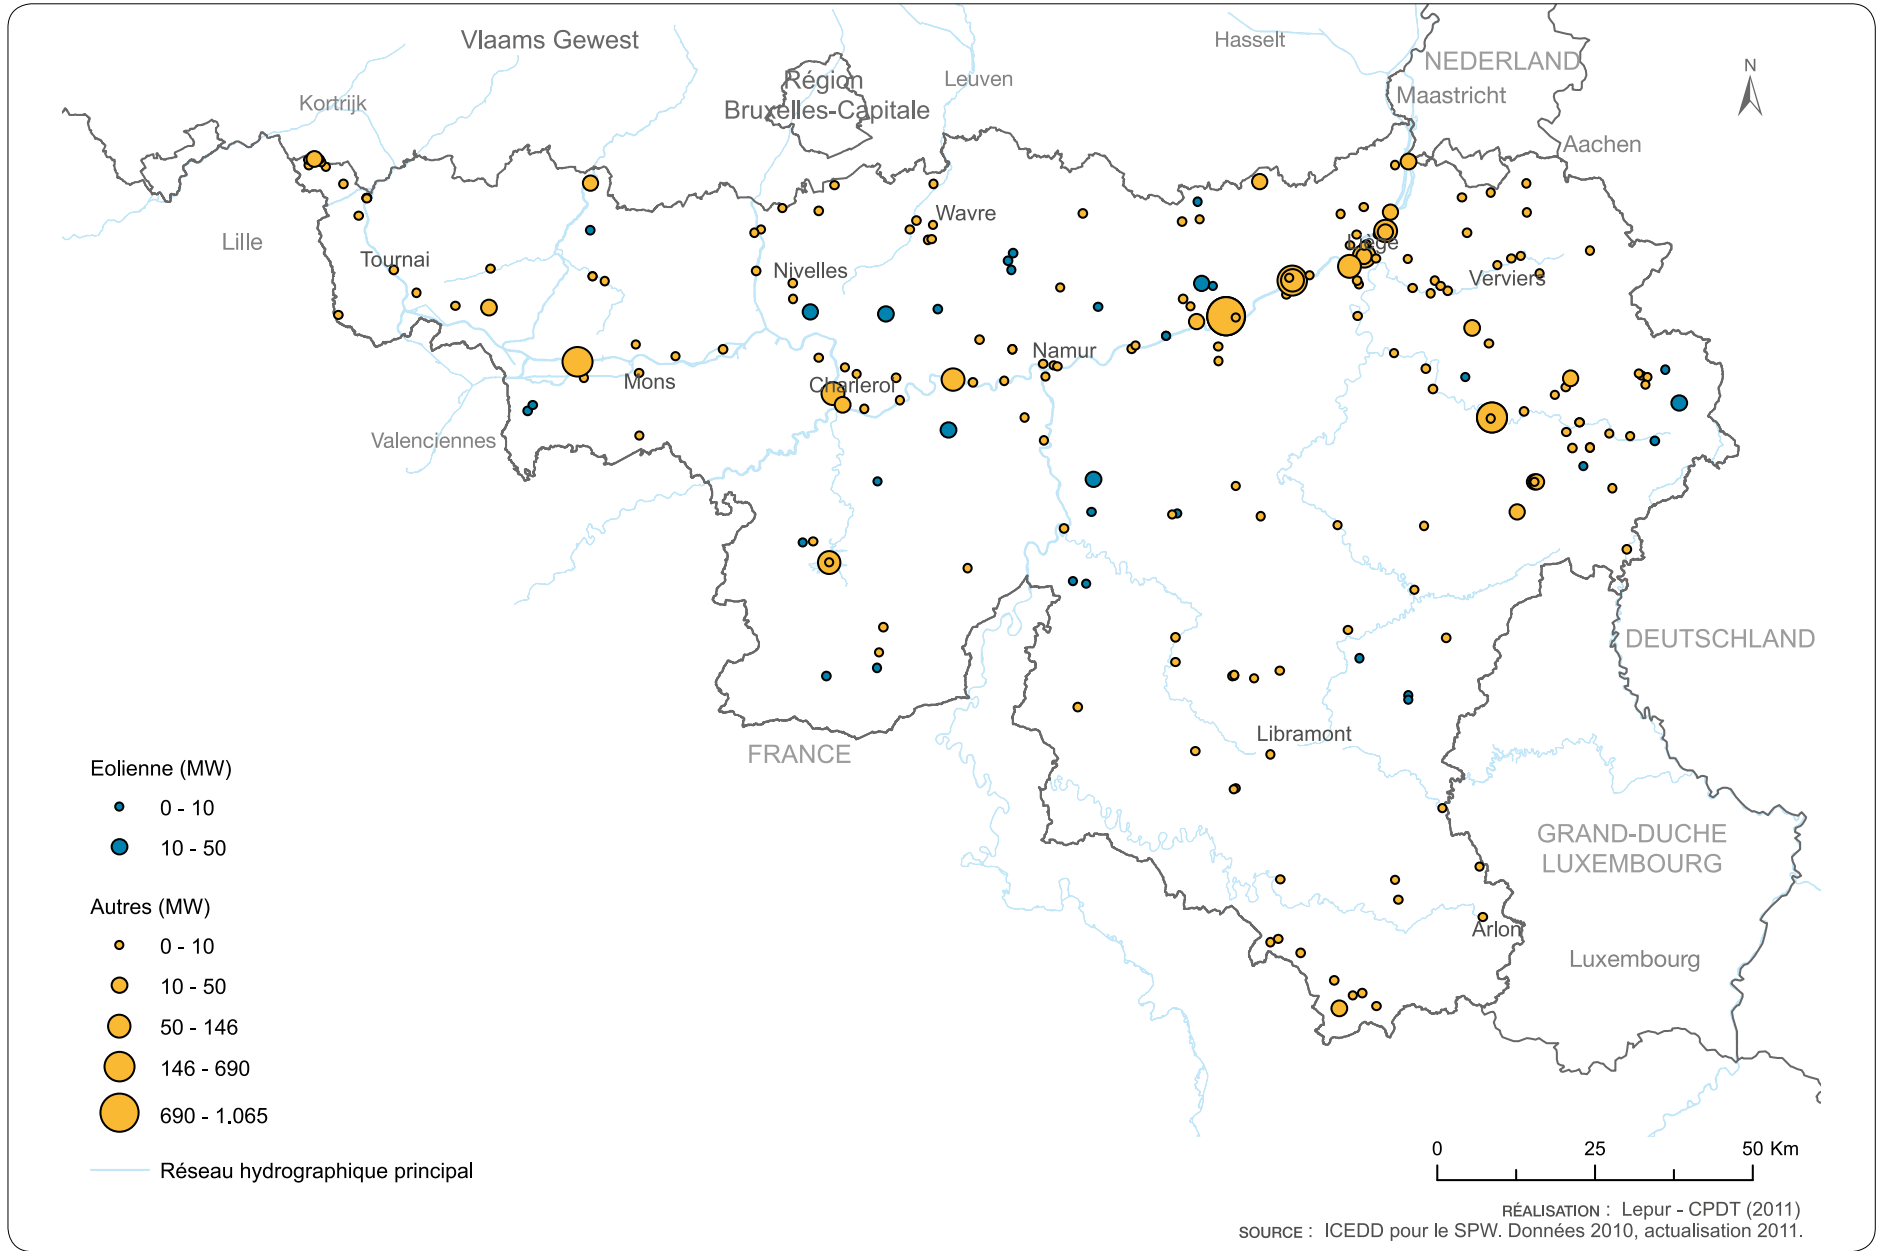 Vlaams Gewest
Hasselt
NEDERLAND
Région
Bruxelles-Capitale
Leuven
Maastricht
N
Kortrijk
Aachen
Lille
Wavre
Tournai
Nivelles
Liège
Verviers
Mons
Charleroi
Namur
Valenciennes
DEUTSCHLAND
Libramont
FRANCE
GRAND-DUCHE
LUXEMBOURG
Arlon
Luxembourg
Eolienne (MW)
0 - 10
10 - 50
Autres (MW)
0 - 10
10 - 50
50 - 146
146 - 690
690 - 1.065
Réseau hydrographique principal
0 25 50 Km
RÉALISATION : Lepur - CPDT (2011)
SOURCE : ICEDD pour le SPW. Données 2010, actualisation 2011.